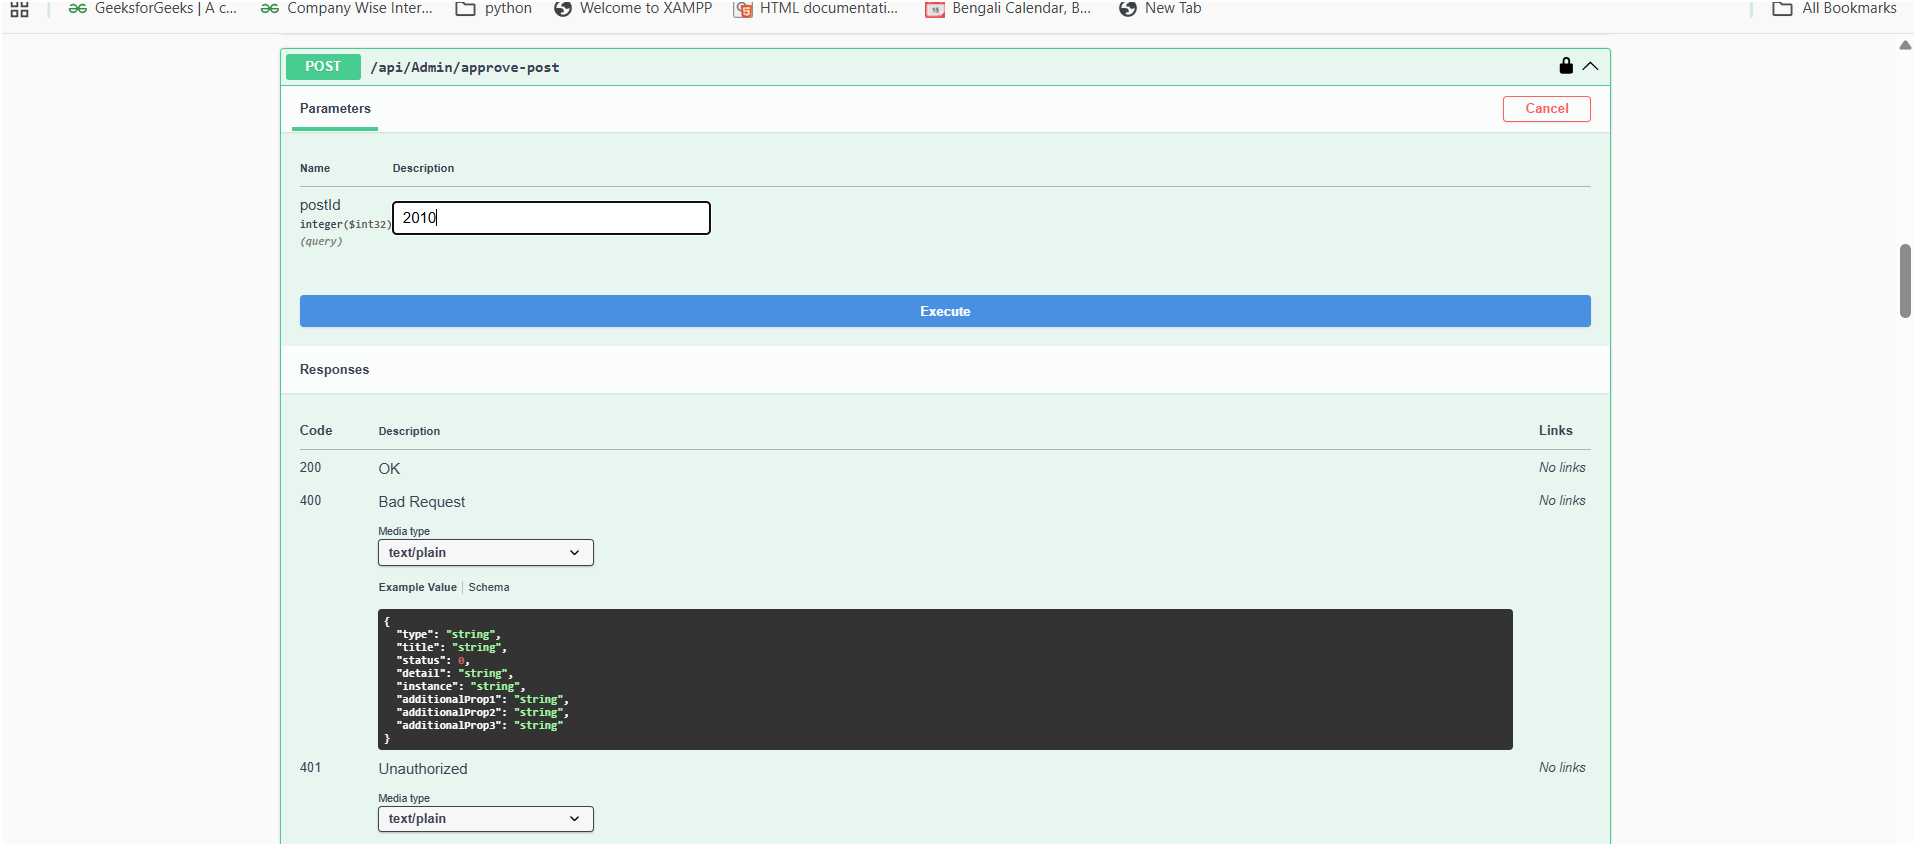 GeeksforGeeks | A c... Company Wise Inter... python Welcome to XAMPP HTML documentati... Bengali Calendar, B... New Tab All Bookmarks
POST /api/Admin/approve-post
Parameters Cancel
Name Description
postId
integer($int32)
(query)
2010
Execute
Responses
Code Description Links
200 OK No links
400 Bad Request No links
Media type
text/plain
Example Value | Schema
{
"type": "string",
"title": "string",
"status": 0,
"detail": "string",
"instance": "string",
"additionalProp1": "string",
"additionalProp2": "string",
"additionalProp3": "string"
}
401 Unauthorized No links
Media type
text/plain